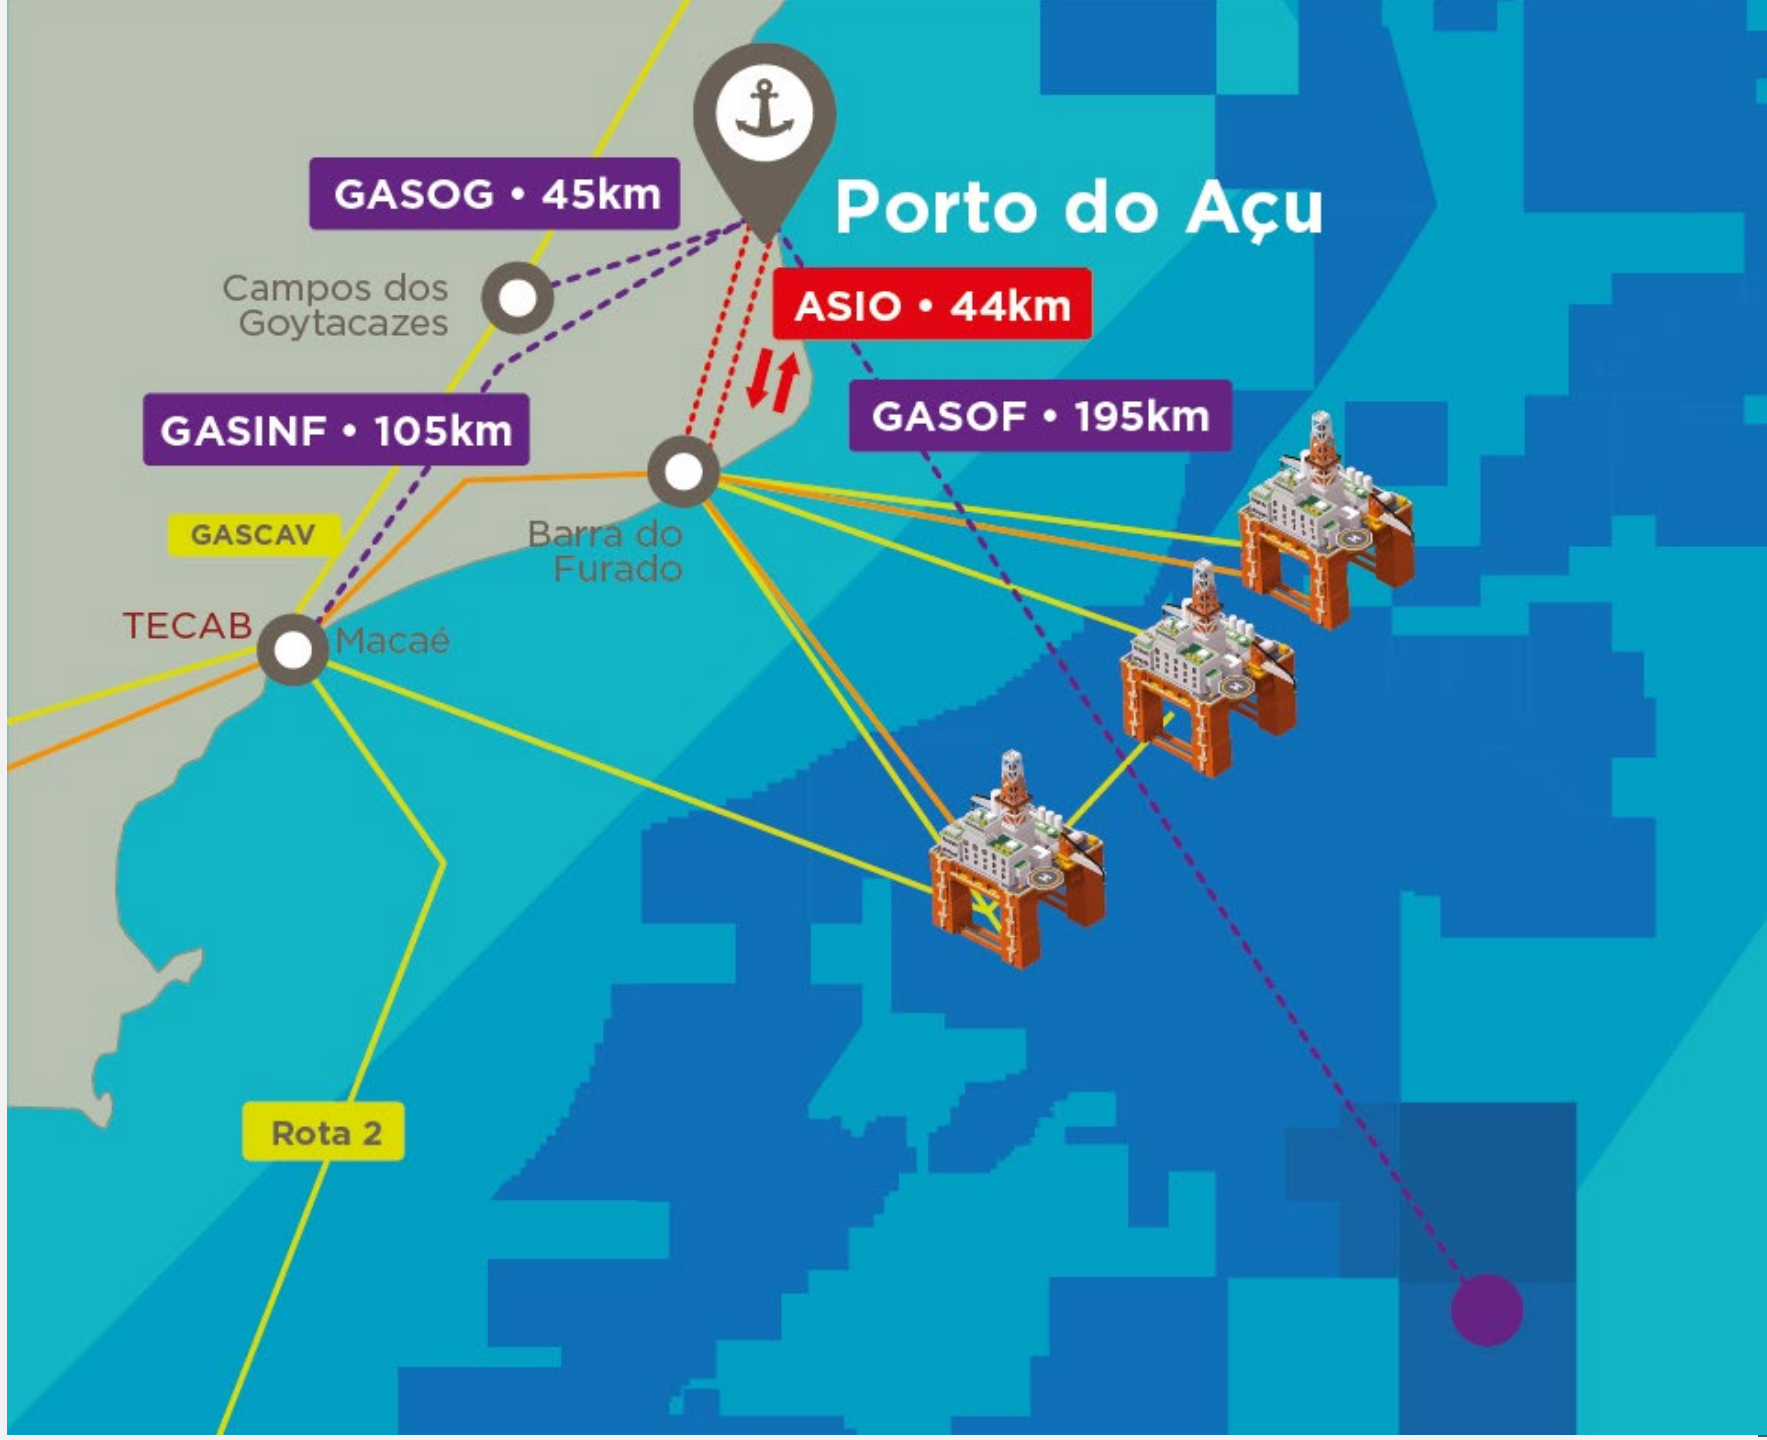 GASOG • 45km
Porto do Açu
Campos dos
Goytacazes
ASIO • 44km
GASINF • 105km
GASOF • 195km
GASCAV
Barra do
Furado
TECAB
Macaé
Rota 2